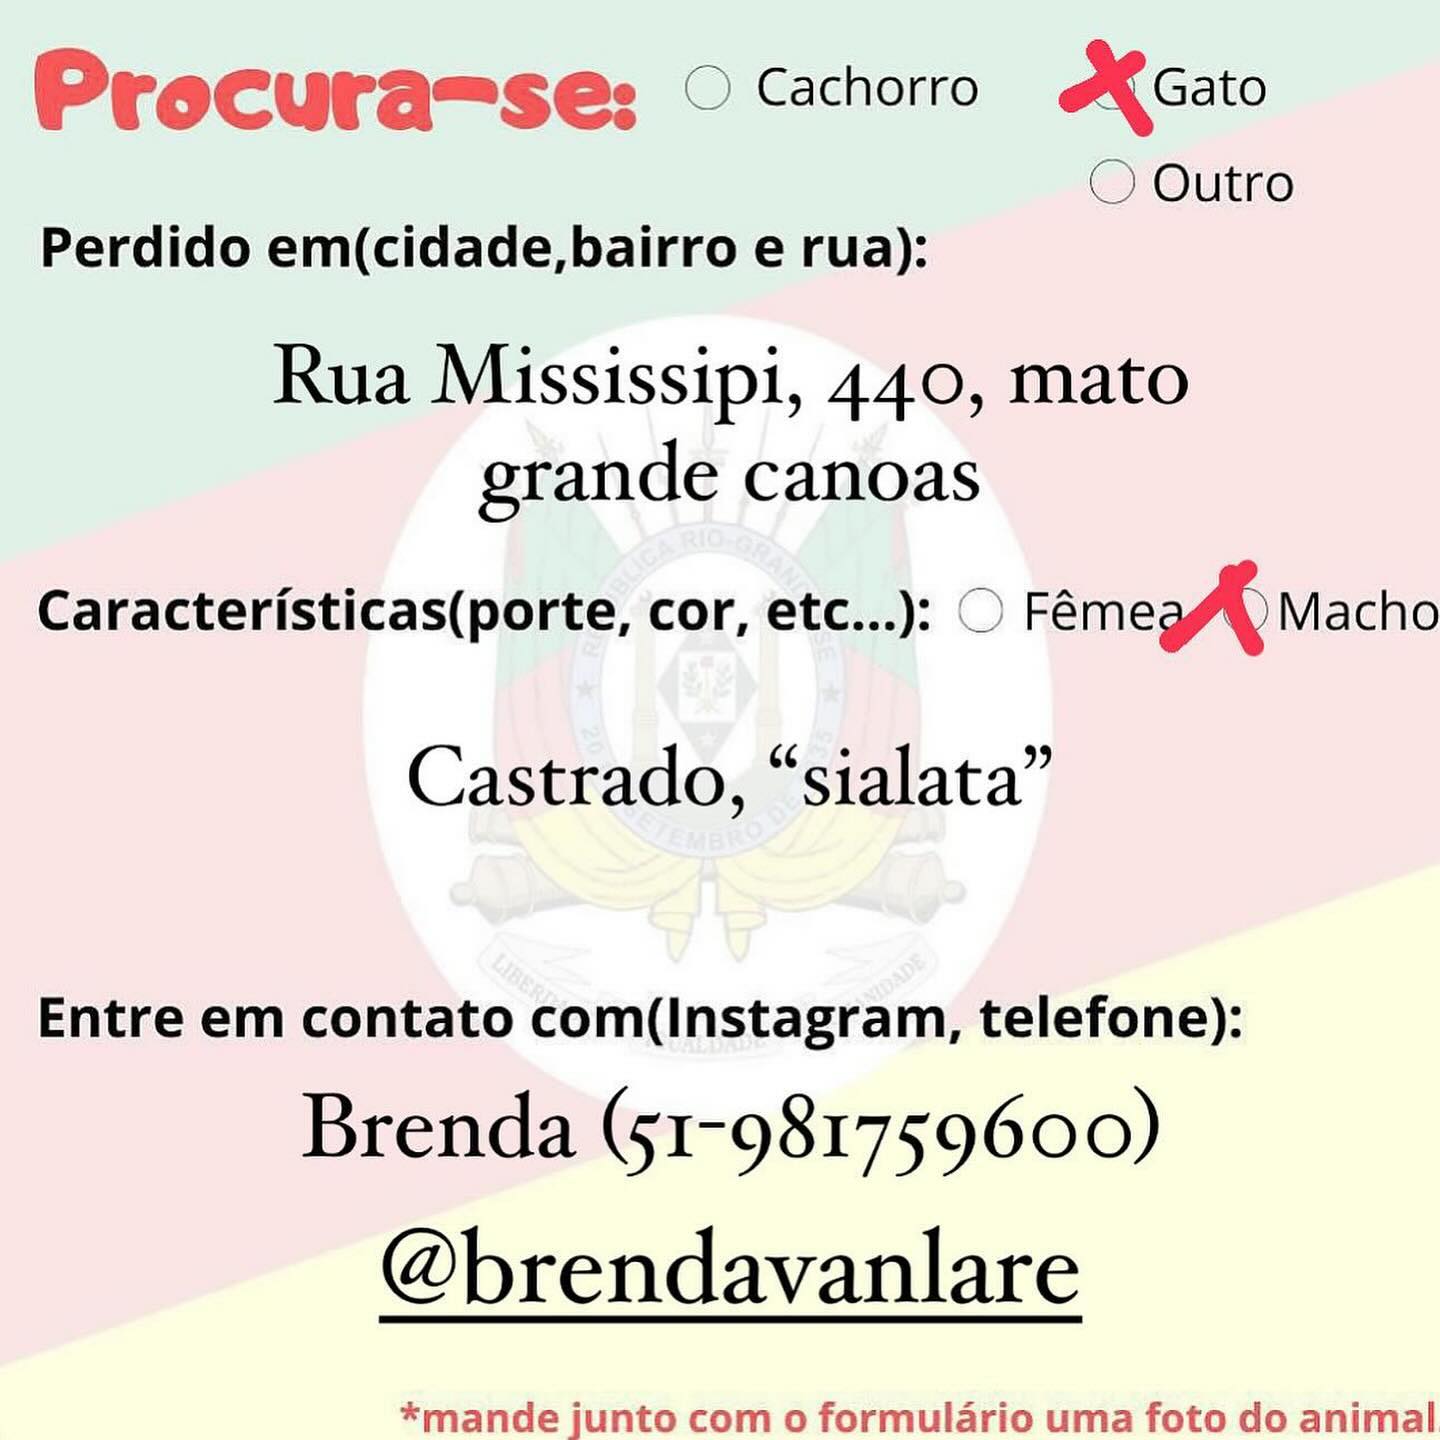 Procura-se: Cachorro Gato
Outro
Perdido em(cidade,bairro e rua):
Rua Mississipi, 440, mato
grande canoas
Características(porte, cor, etc...): Fêmea Macho
Castrado, “sialata”
Entre em contato com(Instagram, telefone):
Brenda (51-981759600)
@brendavanlare
*mande junto com o formulário uma foto do animal